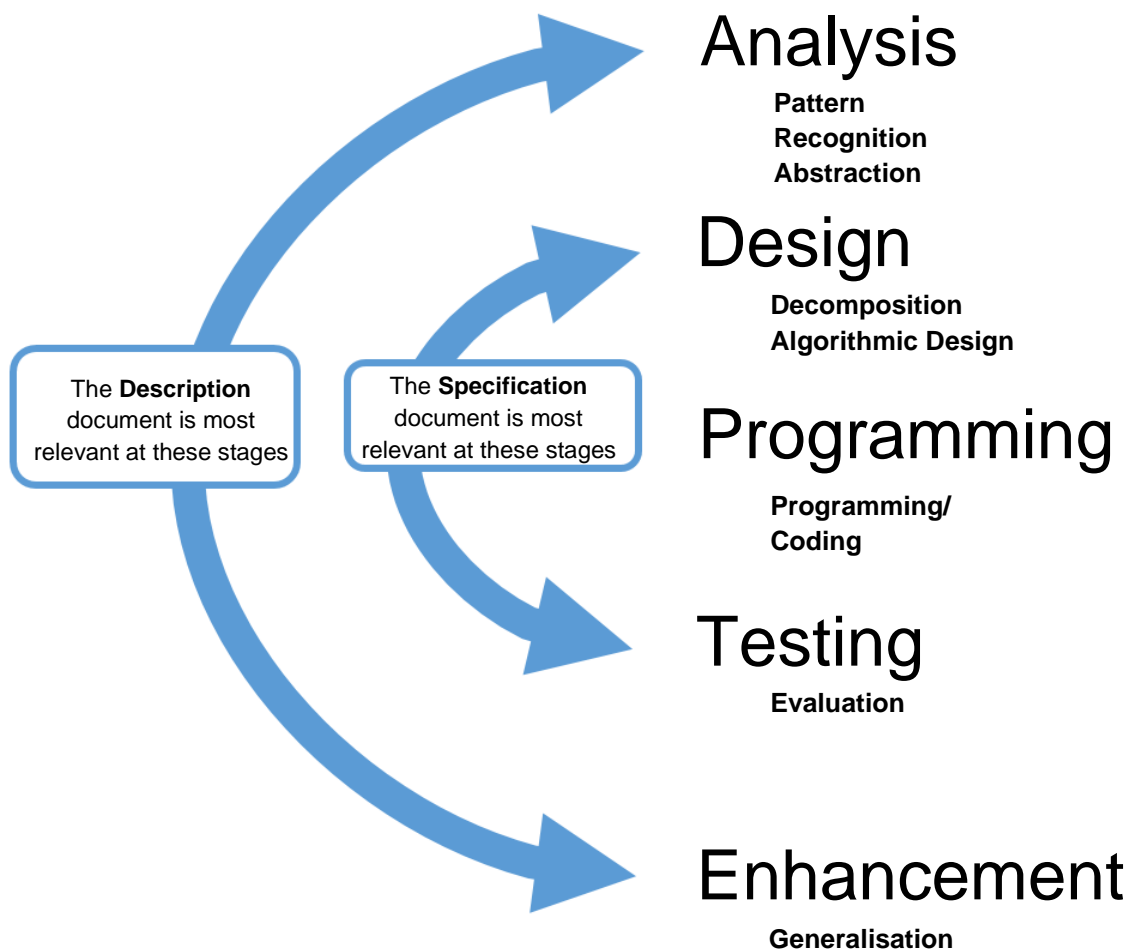 Analysis
Pattern
Recognition
Abstraction
Design
Decomposition
Algorithmic Design
The Description
document is most
relevant at these stages
The Specification
document is most
relevant at these stages
Programming
Programming/
Coding
Testing
Evaluation
Enhancement
Generalisation